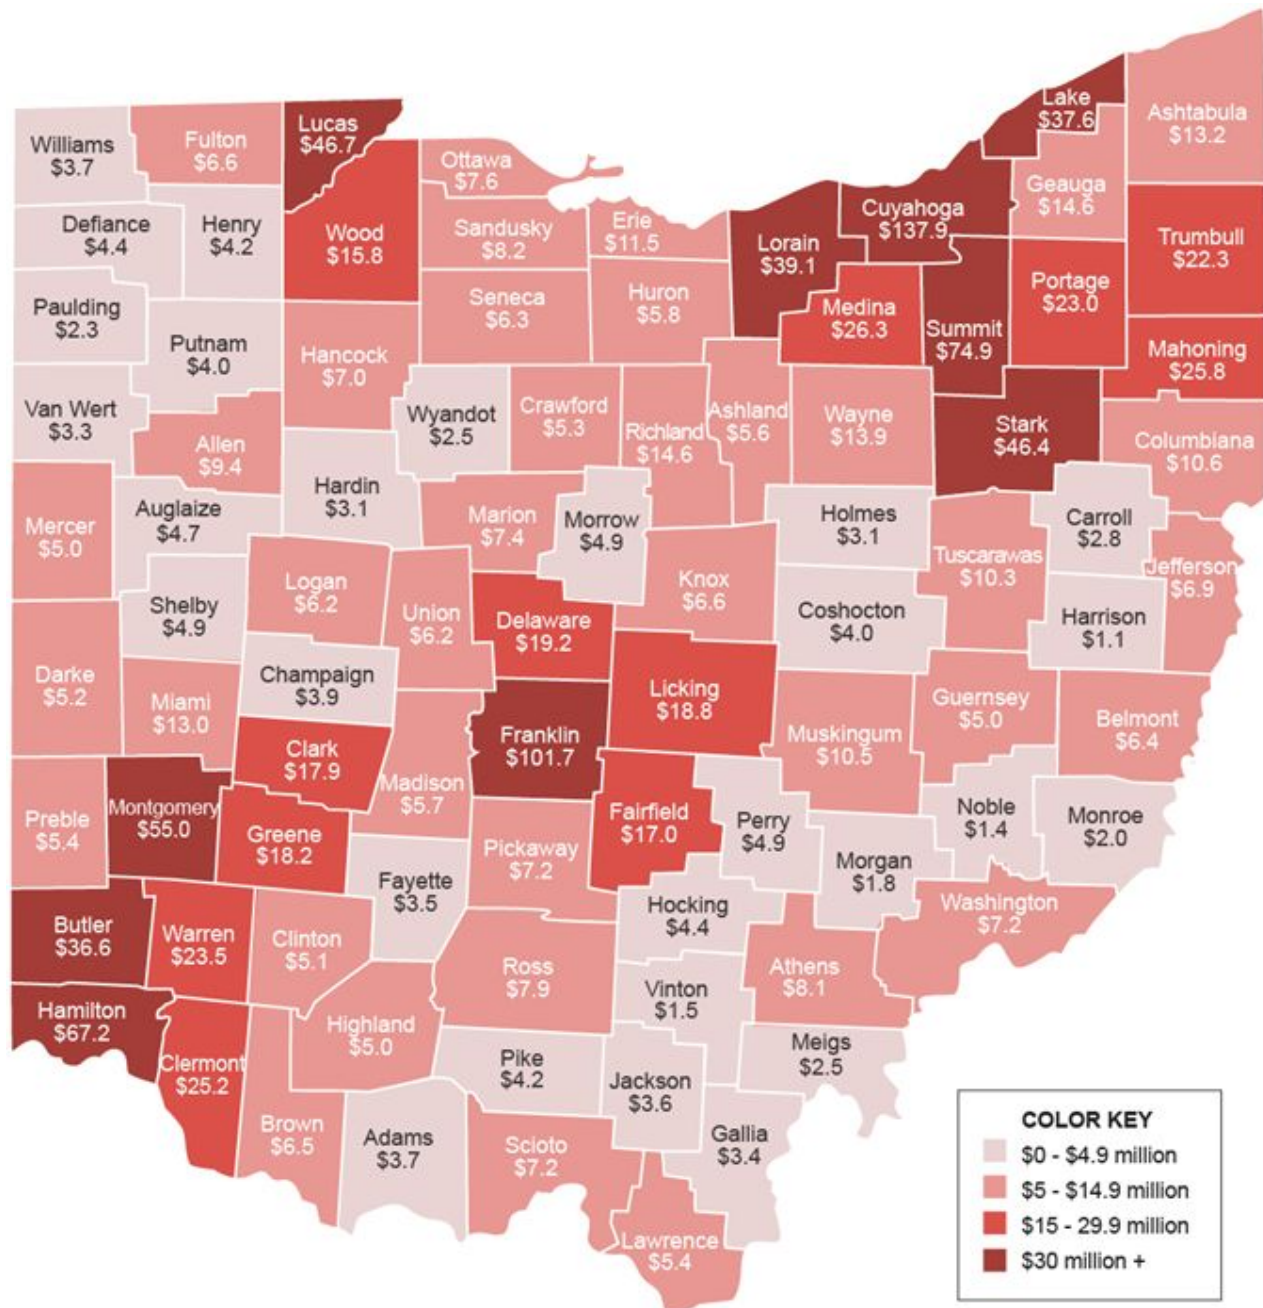 Lake
$37.6
Ashtabula
$13.2
Williams
$3.7
Fulton
$6.6
Lucas
$46.7
Ottawa
$7.6
Geauga
$14.6
Defiance
$4.4
Henry
$4.2
Wood
$15.8
Sandusky
$8.2
Erie
$11.5
Lorain
$39.1
Cuyahoga
$137.9
Trumbull
$22.3
Paulding
$2.3
Putnam
$4.0
Hancock
$7.0
Seneca
$6.3
Huron
$5.8
Medina
$26.3
Summit
$74.9
Portage
$23.0
Mahoning
$25.8
Van Wert
$3.3
Allen
$9.4
Wyandot
$2.5
Crawford
$5.3
Richland
$14.6
Ashland
$5.6
Wayne
$13.9
Stark
$46.4
Columbiana
$10.6
Mercer
$5.0
Auglaize
$4.7
Hardin
$3.1
Marion
$7.4
Morrow
$4.9
Holmes
$3.1
Tuscarawas
$10.3
Carroll
$2.8
Jefferson
$6.9
Shelby
$4.9
Logan
$6.2
Union
$6.2
Delaware
$19.2
Knox
$6.6
Coshocton
$4.0
Harrison
$1.1
Darke
$5.2
Miami
$13.0
Champaign
$3.9
Franklin
$101.7
Licking
$18.8
Muskingum
$10.5
Guernsey
$5.0
Belmont
$6.4
Clark
$17.9
Madison
$5.7
Preble
$5.4
Montgomery
$55.0
Greene
$18.2
Pickaway
$7.2
Fairfield
$17.0
Perry
$4.9
Morgan
$1.8
Noble
$1.4
Monroe
$2.0
Fayette
$3.5
Hocking
$4.4
Washington
$7.2
Butler
$36.6
Warren
$23.5
Clinton
$5.1
Ross
$7.9
Vinton
$1.5
Athens
$8.1
Hamilton
$67.2
Clermont
$25.2
Highland
$5.0
Pike
$4.2
Jackson
$3.6
Meigs
$2.5
Brown
$6.5
Adams
$3.7
Scioto
$7.2
Gallia
$3.4
Lawrence
$5.4
COLOR KEY
$0 - $4.9 million
$5 - $14.9 million
$15 - 29.9 million
$30 million +